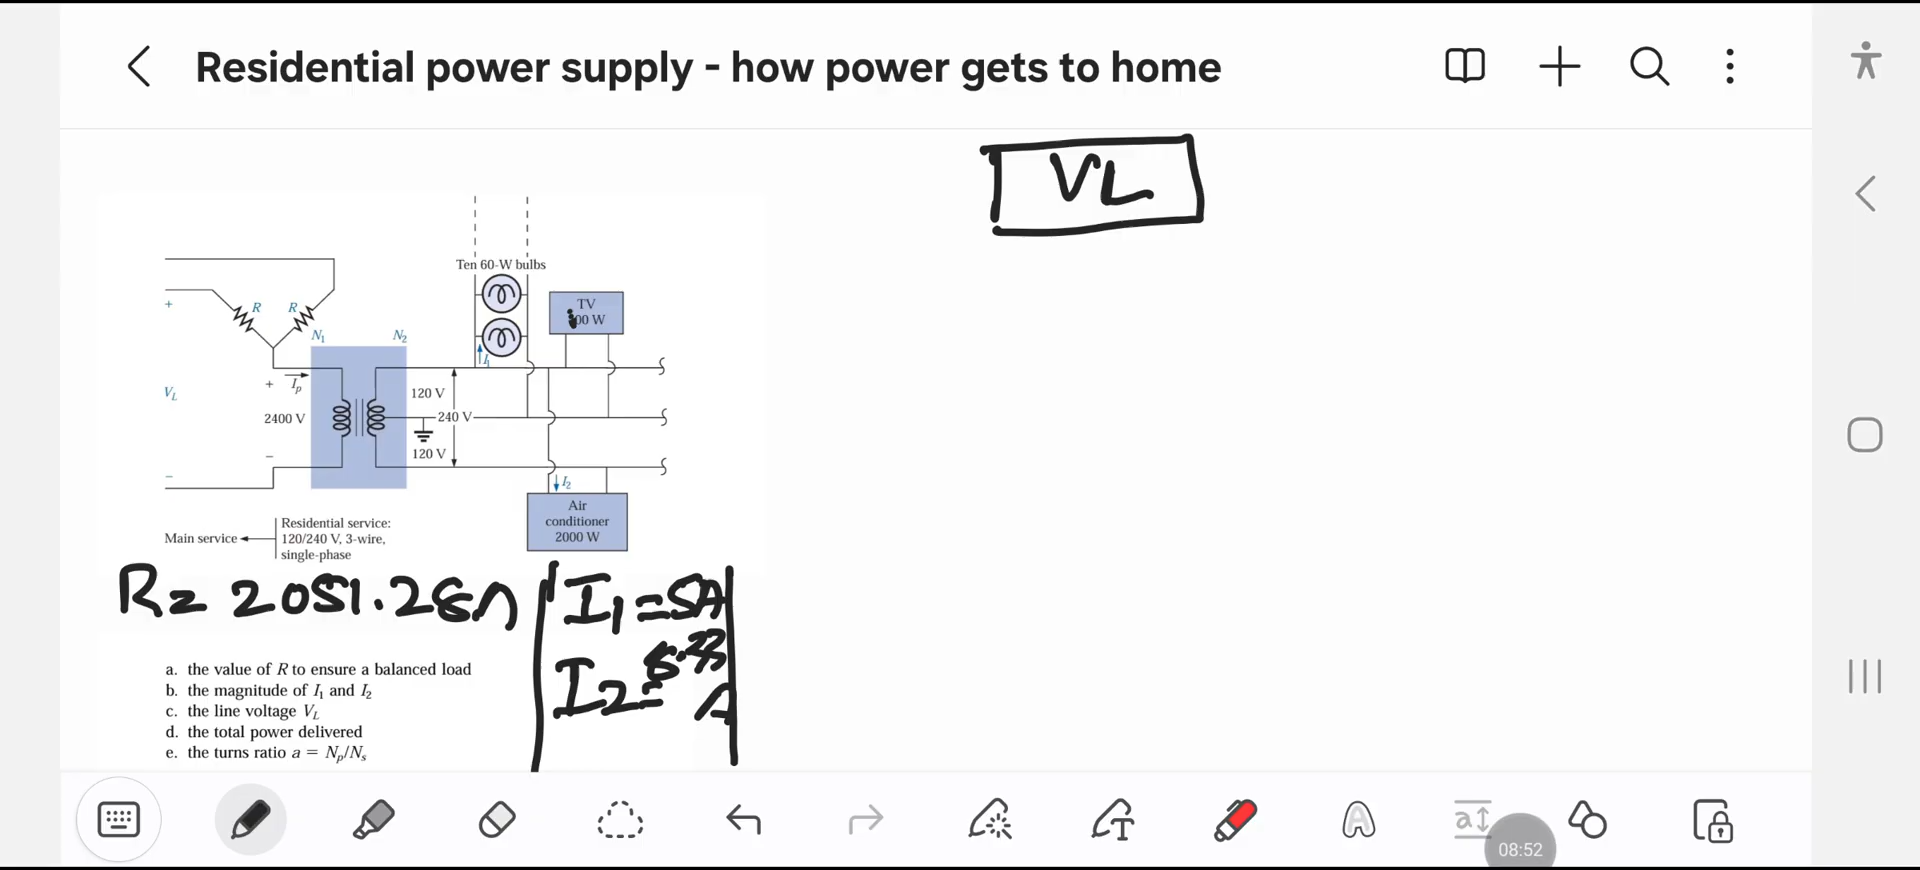 Residential power supply - how power gets to home
VL
Ten 60-W bulbs
+
R
R
TV
00 W
N1
N2
I1
+
Ip
VL
120 V
2400 V
240 V
120 V
−
−
I2
Air
conditioner
2000 W
Main service
Residential service:
120/240 V, 3-wire,
single-phase
R= 2051.28Ω
I1=5A
I2=8.33
A
a. the value of R to ensure a balanced load
b. the magnitude of I1 and I2
c. the line voltage VL
d. the total power delivered
e. the turns ratio a = Np/Ns
T
A
a
08:52